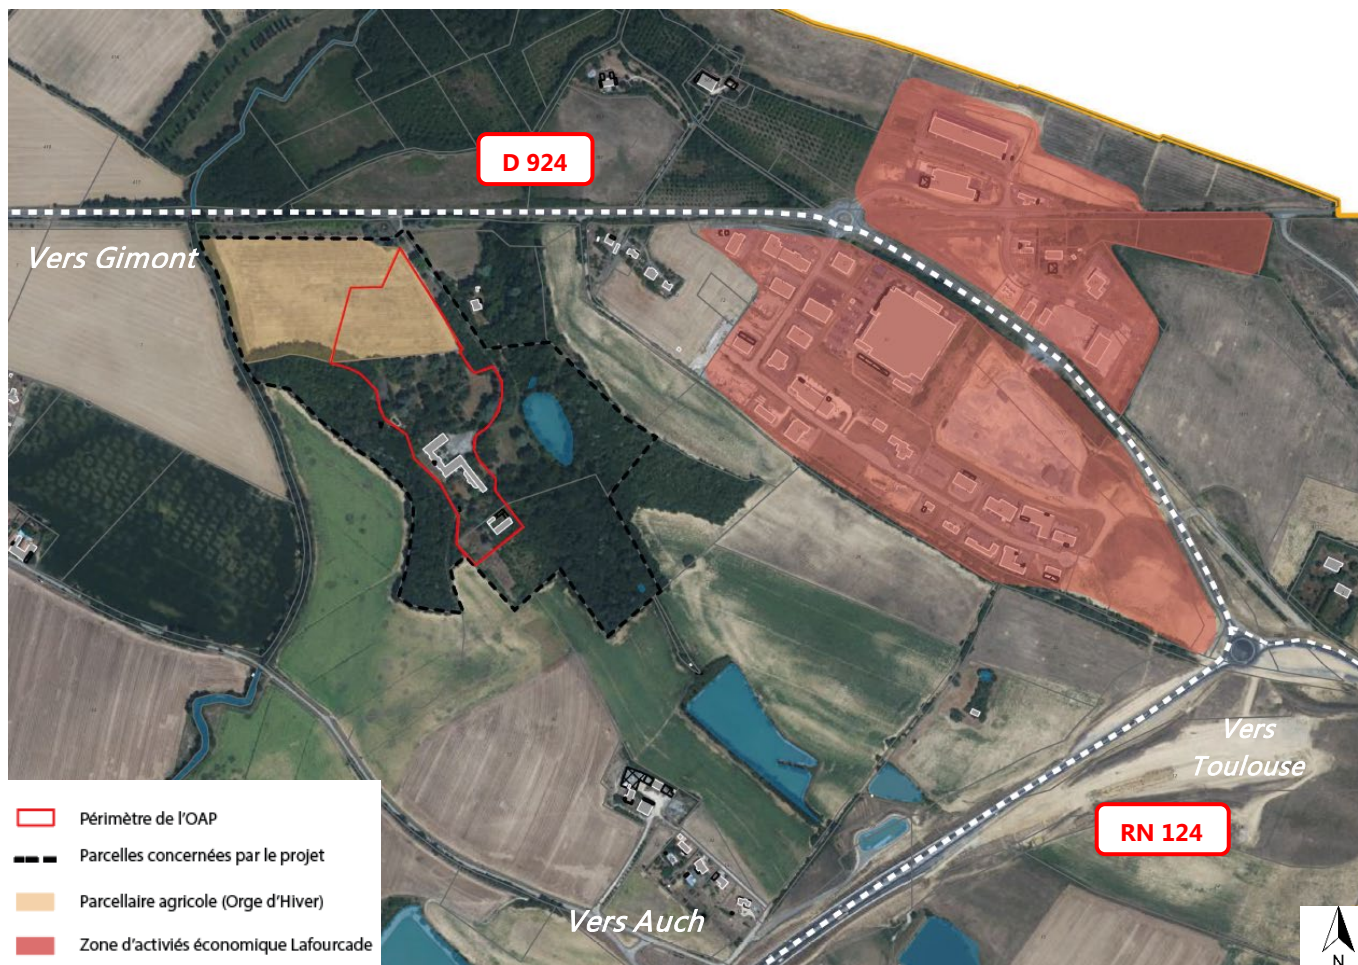 D 924
Vers Gimont
Vers
Toulouse
RN 124
Vers Auch
Périmètre de l'OAP
Parcelles concernées par le projet
Parcellaire agricole (Orge d'Hiver)
Zone d'activiés économique Lafourcade
N